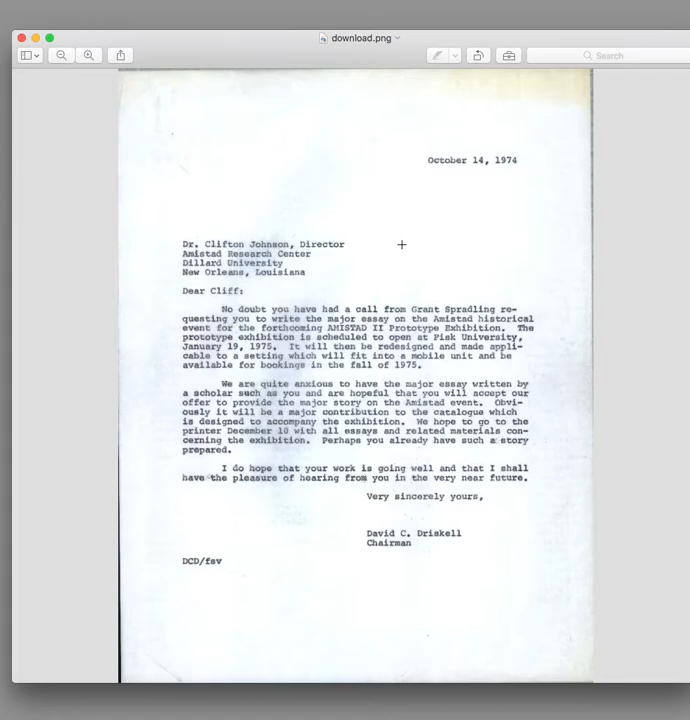 download.png
Search
October 14, 1974
Dr. Clifton Johnson, Director
Amistad Research Center
Dillard University
New Orleans, Louisiana
Dear Cliff:
No doubt you have had a call from Grant Spradling re-
questing you to write the major essay on the Amistad historical
event for the forthcoming AMISTAD II Prototype Exhibition. The
prototype exhibition is scheduled to open at Fisk University,
January 19, 1975. It will then be redesigned and made appli-
cable to a setting which will fit into a mobile unit and be
available for bookings in the fall of 1975.
We are quite anxious to have the major essay written by
a scholar such as you and are hopeful that you will accept our
offer to provide the major story on the Amistad event. Obvi-
ously it will be a major contribution to the catalogue which
is designed to accompany the exhibition. We hope to go to the
printer December 10 with all essays and related materials con-
cerning the exhibition. Perhaps you already have such a story
prepared.
I do hope that your work is going well and that I shall
have the pleasure of hearing from you in the very near future.
Very sincerely yours,
David C. Driskell
Chairman
DCD/fsv